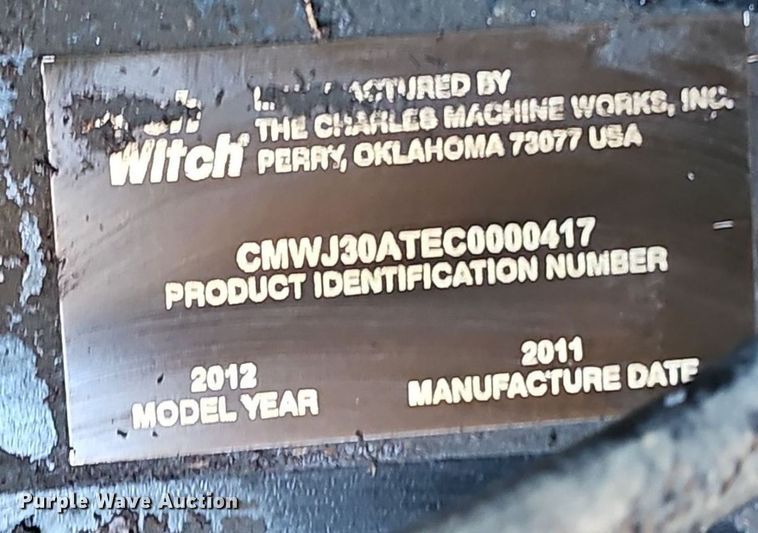 Witch®
MANUFACTURED BY
THE CHARLES MACHINE WORKS, INC.
PERRY, OKLAHOMA 73077 USA
CMWJ30ATEC0000417
PRODUCT IDENTIFICATION NUMBER
2012
MODEL YEAR
2011
MANUFACTURE DATE
Purple Wave Auction